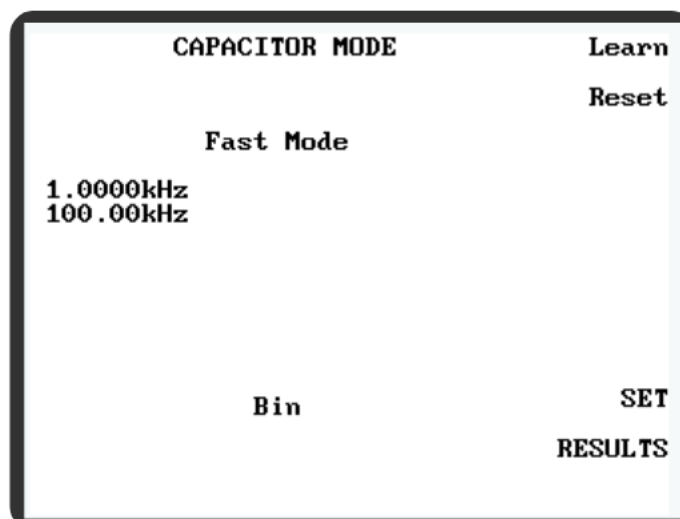 CAPACITOR MODE
Learn
Reset
Fast Mode
1.0000kHz
100.00kHz
Bin
SET
RESULTS